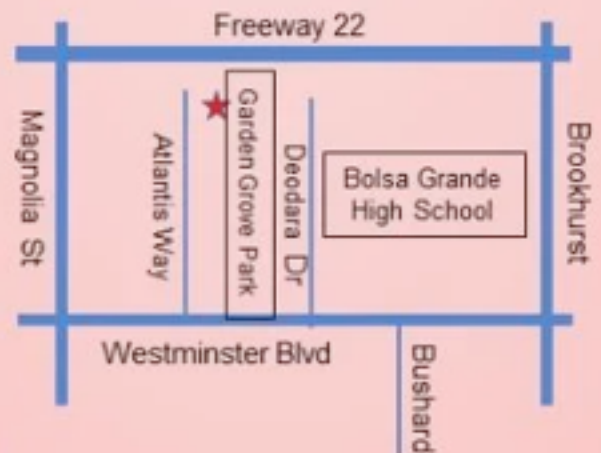 Freeway 22
Magnolia St
Atlantis Way
Garden Grove Park
Deodara Dr
Bolsa Grande
High School
Brookhurst
Westminster Blvd
Bushard